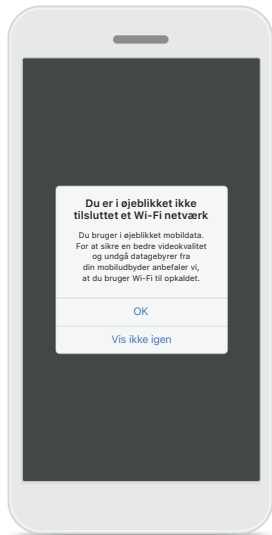 Du er i øjeblikket ikke
tilsluttet et Wi-Fi netværk
Du bruger i øjeblikket mobildata.
For at sikre en bedre videokvalitet
og undgå datagebyrer fra
din mobiludbyder anbefaler vi,
at du bruger Wi-Fi til opkaldet.
OK
Vis ikke igen